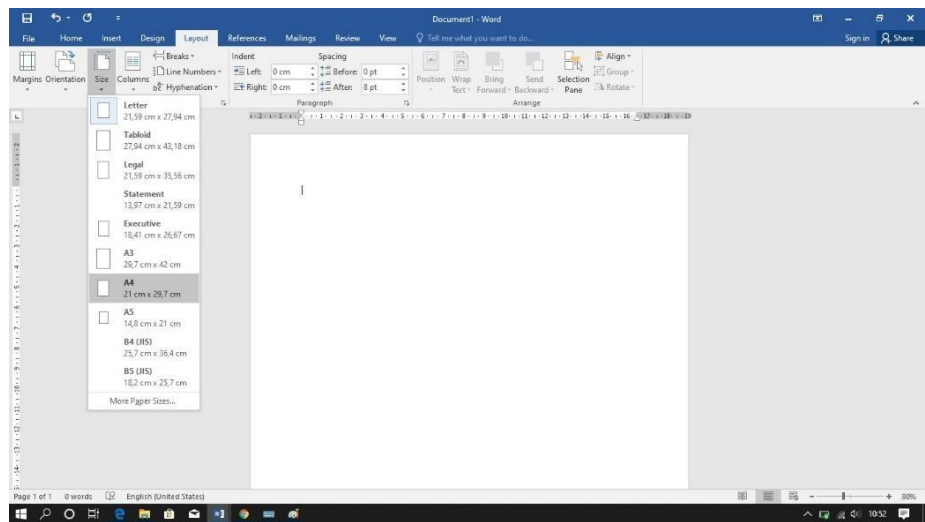 Document1 - Word
File Home Insert Design Layout References Mailings Review View Tell me what you want to do... Sign in Share
Breaks Indent Spacing Align
Line Numbers Left: 0 cm Before: 0 pt Group
Margins Orientation Size Columns Hyphenation Right: 0 cm After: 8 pt Position Wrap Text Bring Forward Send Backward Selection Pane Rotate
Paragraph Arrange
Letter
21,59 cm x 27,94 cm
Tabloid
27,94 cm x 43,18 cm
Legal
21,59 cm x 35,56 cm
Statement
13,97 cm x 21,59 cm
Executive
18,41 cm x 26,67 cm
A3
29,7 cm x 42 cm
A4
21 cm x 29,7 cm
A5
14,8 cm x 21 cm
B4 (JIS)
25,7 cm x 36,4 cm
B5 (JIS)
18,2 cm x 25,7 cm
More Paper Sizes...
Page 1 of 1 0 words English (United States) 80%
10:52